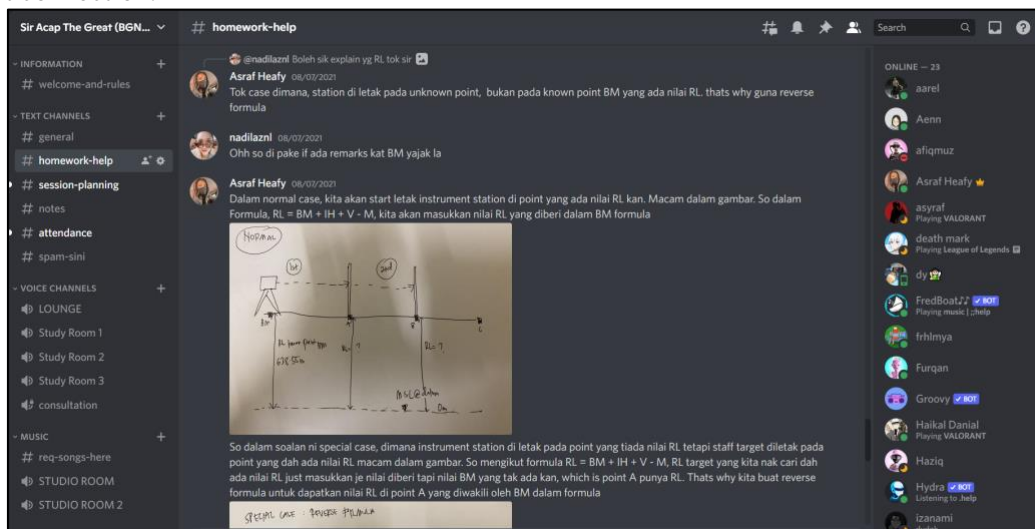 Sir Acap The Great (BGN...
INFORMATION
# welcome-and-rules
TEXT CHANNELS
# general
# homework-help
# session-planning
# notes
# attendance
# spam-sini
VOICE CHANNELS
LOUNGE
Study Room 1
Study Room 2
Study Room 3
consultation
MUSIC
# req-songs-here
STUDIO ROOM
STUDIO ROOM 2
# homework-help
Search
@nadilaznl Boleh sik explain yg RL tok sir
Asraf Heafy 08/07/2021
Tok case dimana, station di letak pada unknown point, bukan pada known point BM yang ada nilai RL. thats why guna reverse
formula
nadilaznl 08/07/2021
Ohh so di pake if ada remarks kat BM yajak la
Asraf Heafy 08/07/2021
Dalam normal case, kita akan start letak instrument station di point yang ada nilai RL kan. Macam dalam gambar. So dalam
Formula, RL = BM + IH + V - M, kita akan masukkan nilai RL yang diberi dalam BM formula
NORMAL
1st
2nd
BM
A
B
C
RL = ?
RL = ?
0m
So dalam soalan ni special case, dimana instrument station di letak pada point yang tiada nilai RL tetapi staff target diletak pada
point yang dah ada nilai RL macam dalam gambar. So mengikut formula RL = BM + IH + V - M, RL target yang kita nak cari dah
ada nilai RL just masukkan je nilai diberi tapi nilai BM yang tak ada kan, which is point A punya RL. Thats why kita buat reverse
formula untuk dapatkan nilai RL di point A yang diwakili oleh BM dalam formula
SPECIAL CASE : REVERSE FORMULA
ONLINE — 23
aarel
Aenn
afiqmuz
Asraf Heafy
asyraf
Playing VALORANT
death mark
Playing League of Legends
dy
FredBoat♪♪ BOT
Playing music | ;;help
frhlmya
Furqan
Groovy BOT
Haikal Danial
Playing VALORANT
Haziq
Hydra BOT
Listening to .help
izanami